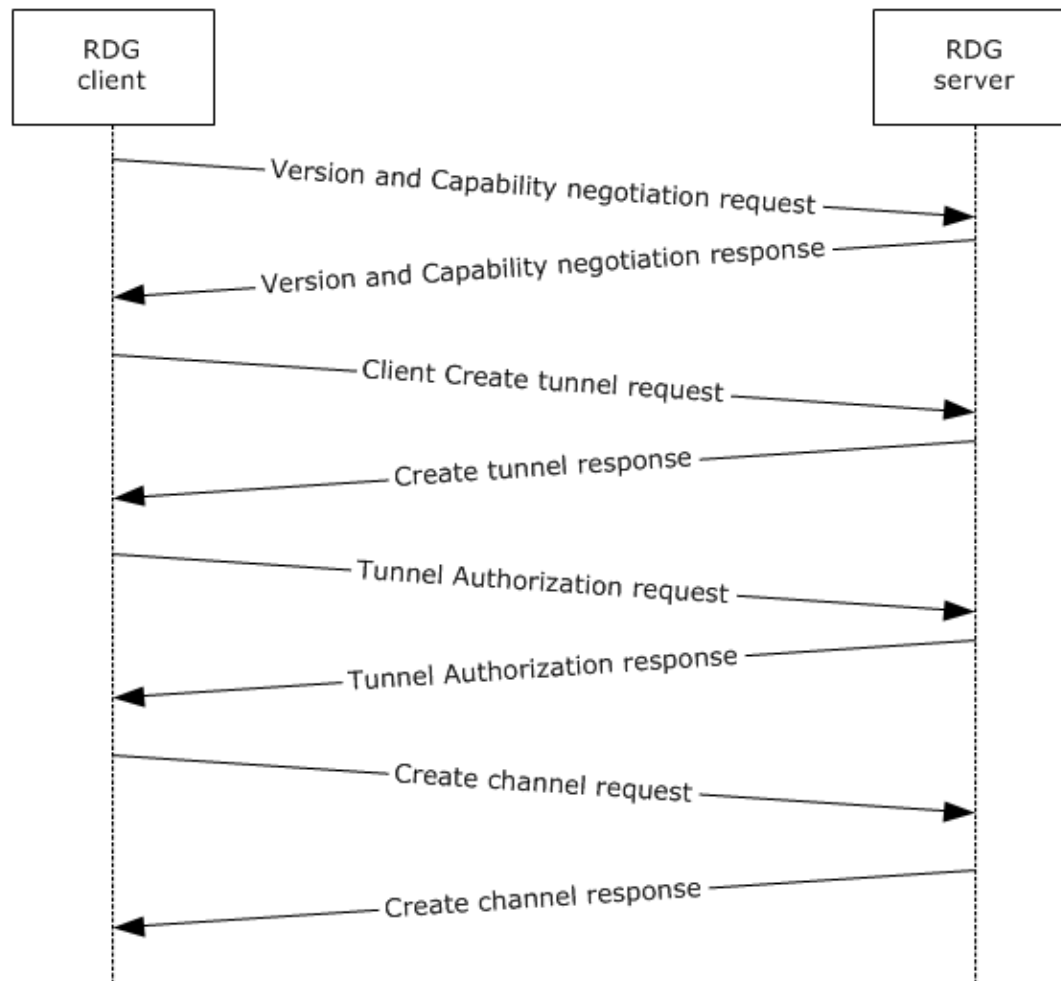 RDG
client
RDG
server
Version and Capability negotiation request
Version and Capability negotiation response
Client Create tunnel request
Create tunnel response
Tunnel Authorization request
Tunnel Authorization response
Create channel request
Create channel response